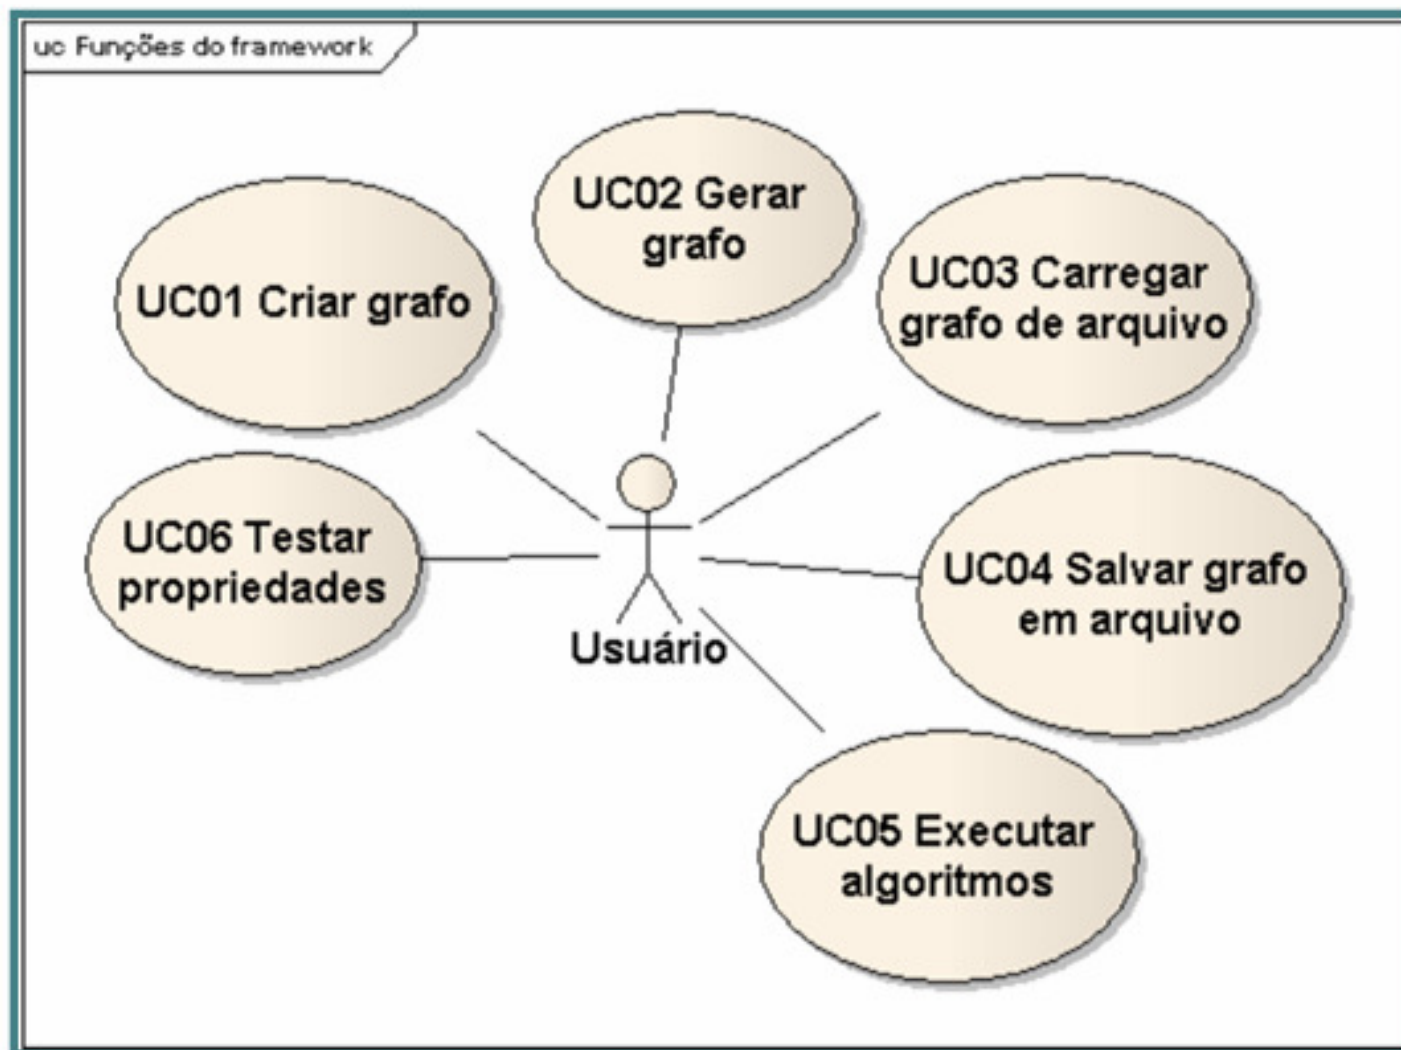 uc Funções do framework
UC02 Gerar
grafo
UC01 Criar grafo
UC03 Carregar
grafo de arquivo
UC06 Testar
propriedades
UC04 Salvar grafo
em arquivo
Usuário
UC05 Executar
algoritmos